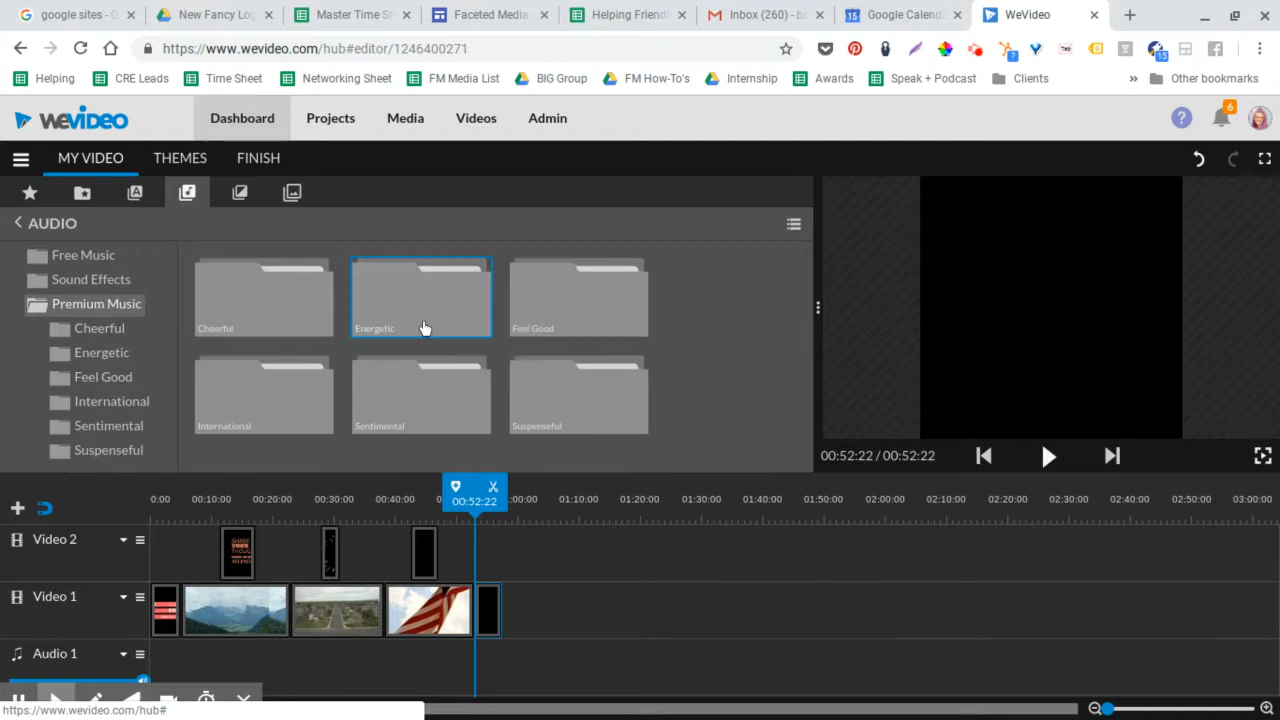 google sites - G
New Fancy Log
Master Time Sh
Faceted Media
Helping Friendl
Inbox (260) - ba
Google Calenda
WeVideo
https://www.wevideo.com/hub#editor/1246400271
Helping
CRE Leads
Time Sheet
Networking Sheet
FM Media List
BIG Group
FM How-To's
Internship
Awards
Speak + Podcast
Clients
Other bookmarks
wevideo
Dashboard
Projects
Media
Videos
Admin
6
MY VIDEO
THEMES
FINISH
AUDIO
Free Music
Sound Effects
Premium Music
Cheerful
Energetic
Feel Good
International
Sentimental
Suspenseful
Cheerful
Energetic
Feel Good
International
Sentimental
Suspenseful
00:52:22 / 00:52:22
0:00 00:10:00 00:20:00 00:30:00 00:40:00 00:52:22 1:00:00 01:10:00 01:20:00 01:30:00 01:40:00 01:50:00 02:00:00 02:10:00 02:20:00 02:30:00 02:40:00 02:50:00 03:00:00
Video 2
SHARE
YOUR
Video 1
Audio 1
https://www.wevideo.com/hub#